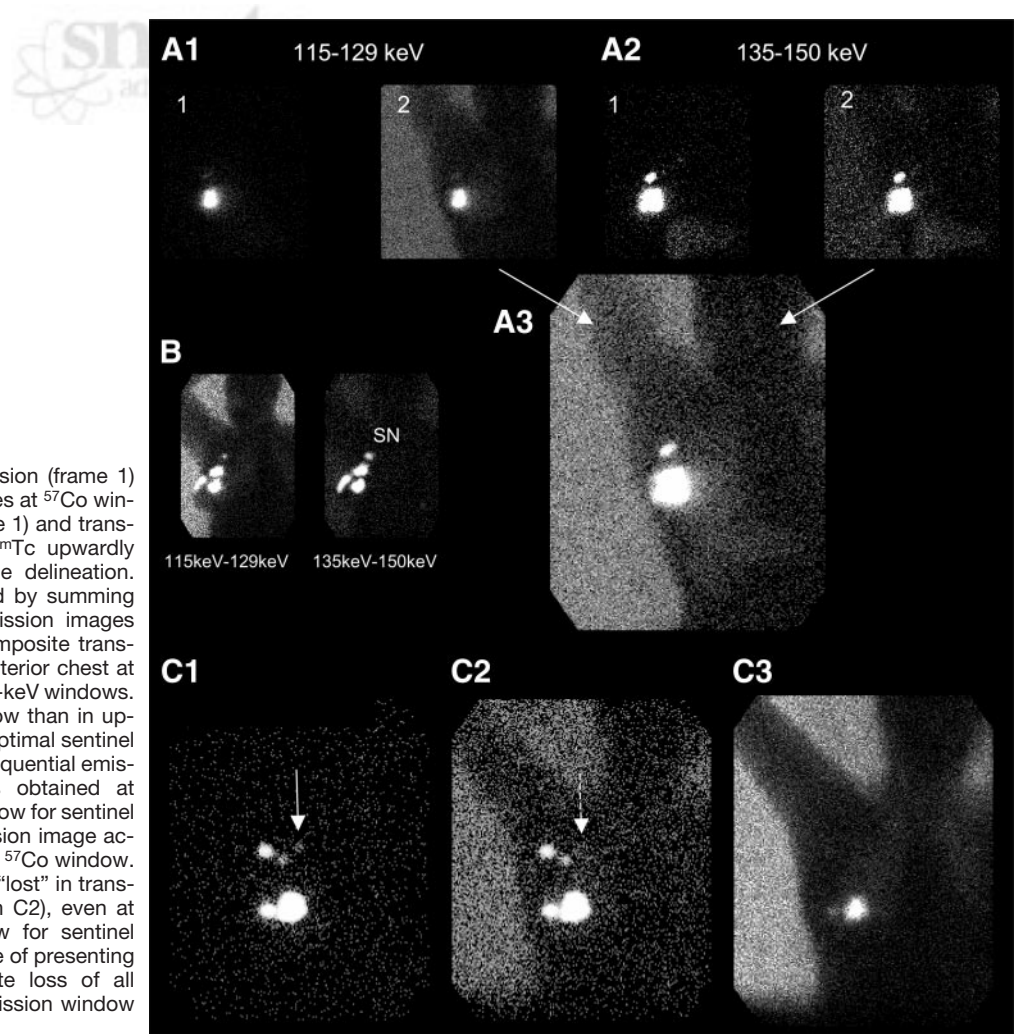 sn
ad
A1
115-129 keV
A2
135-150 keV
1
2
1
2
A3
B
SN
115keV-129keV
135keV-150keV
C1
C2
C3
sion (frame 1)
es at ⁵⁷Co win-
e 1) and trans-
ᵐTc upwardly
e delineation.
d by summing
ission images
mposite trans-
terior chest at
-keV windows.
ow than in up-
ptimal sentinel
quential emis-
obtained at
ow for sentinel
sion image ac-
⁵⁷Co window.
“lost” in trans-
n C2), even at
w for sentinel
e of presenting
te loss of all
ission window